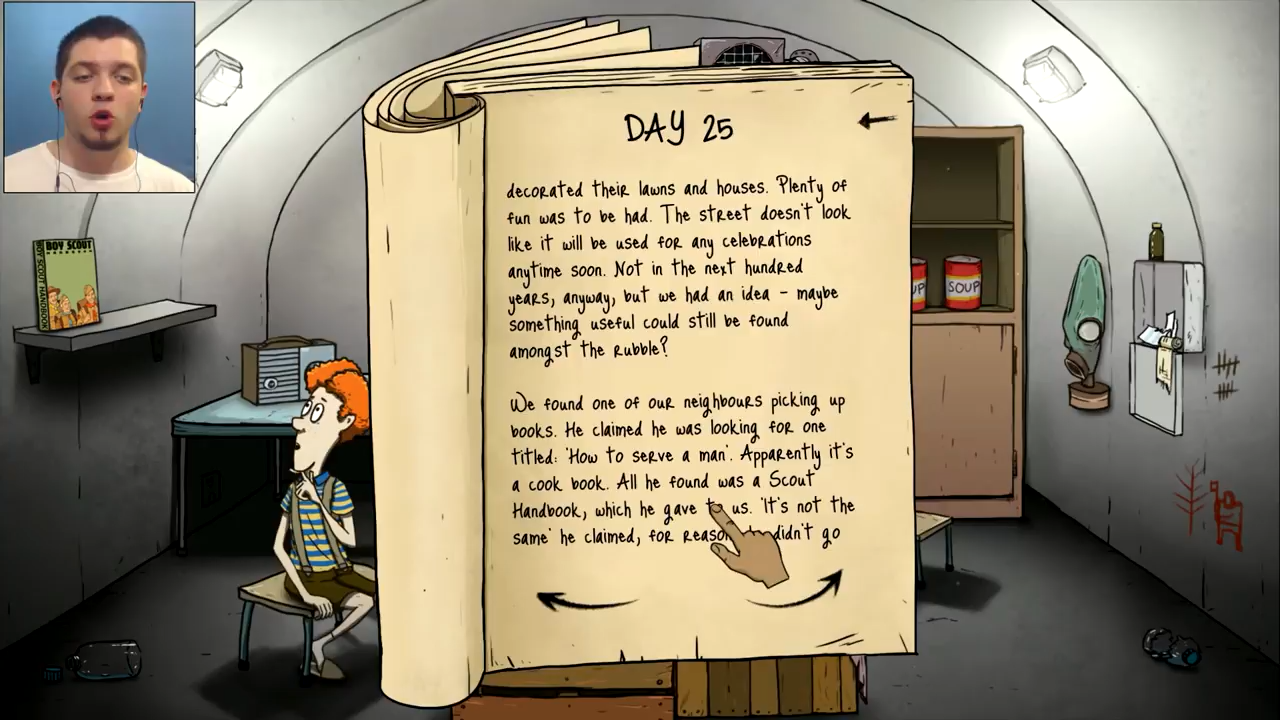 DAY 25
decorated their lawns and houses. Plenty of
fun was to be had. The street doesn't look
like it will be used for any celebrations
anytime soon. Not in the next hundred
years, anyway, but we had an idea - maybe
something useful could still be found
amongst the rubble?
We found one of our neighbours picking up
books. He claimed he was looking for one
titled: 'How to serve a man'. Apparently it's
a cook book. All he found was a Scout
Handbook, which he gave us. 'It's not the
same' he claimed, for didn't go
BOY SCOUT
BOY SCOUT HANDBOOK
SOUP